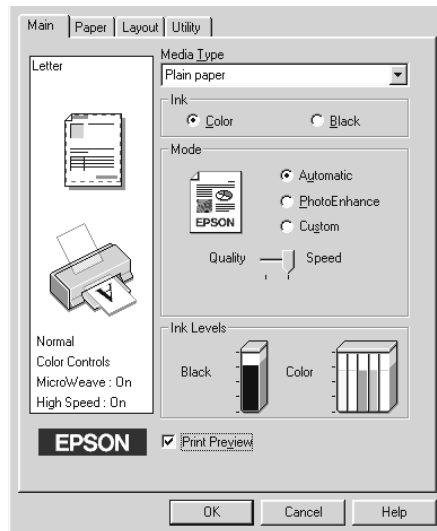 Main Paper Layout Utility
Letter
Media Type
Plain paper
Ink
Color Black
Mode
EPSON
Automatic
PhotoEnhance
Custom
Quality Speed
A
Normal
Color Controls
MicroWeave : On
High Speed : On
Ink Levels
Black Color
EPSON
Print Preview
OK Cancel Help